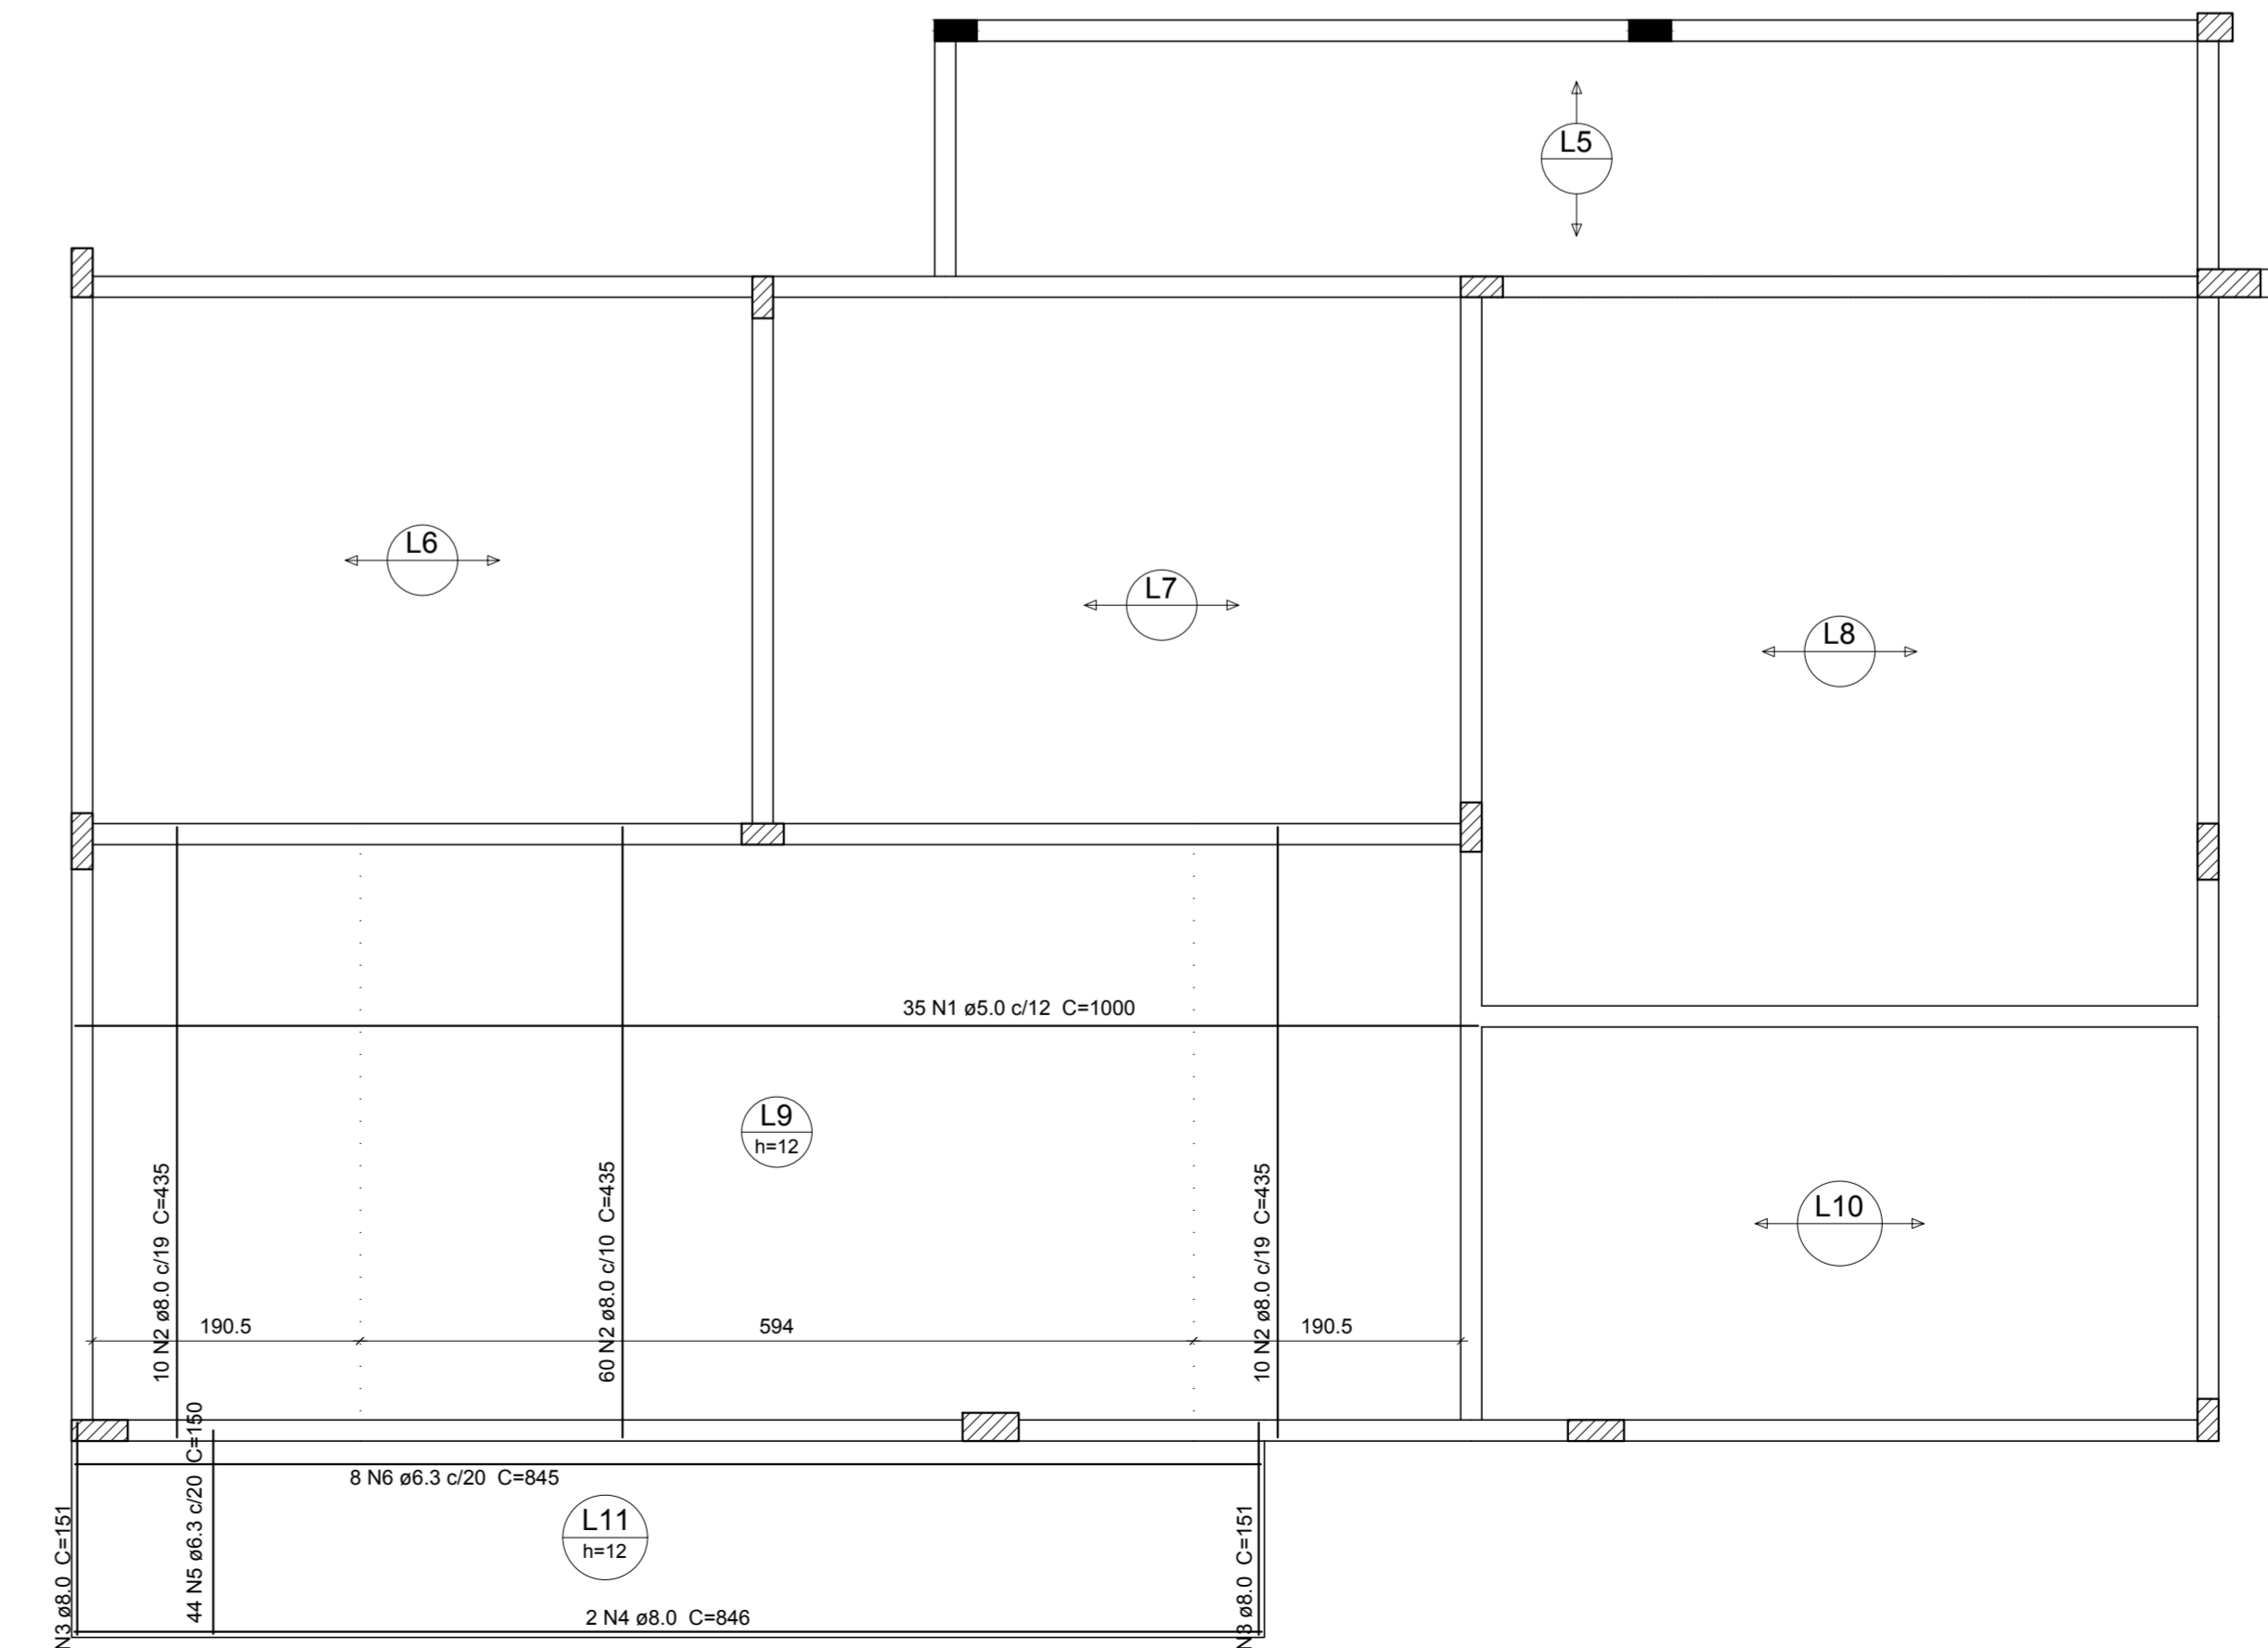 L5
L6
L7
L8
35 N1 ø5.0 c/12 C=1000
L9
h=12
10 N2 ø8.0 c/19 C=435
60 N2 ø8.0 c/10 C=435
10 N2 ø8.0 c/19 C=435
L10
190.5
594
190.5
44 N5 ø6.3 c/20 C=150
8 N6 ø6.3 c/20 C=845
L11
h=12
N3 ø8.0 C=151
N3 ø8.0 C=151
2 N4 ø8.0 C=846